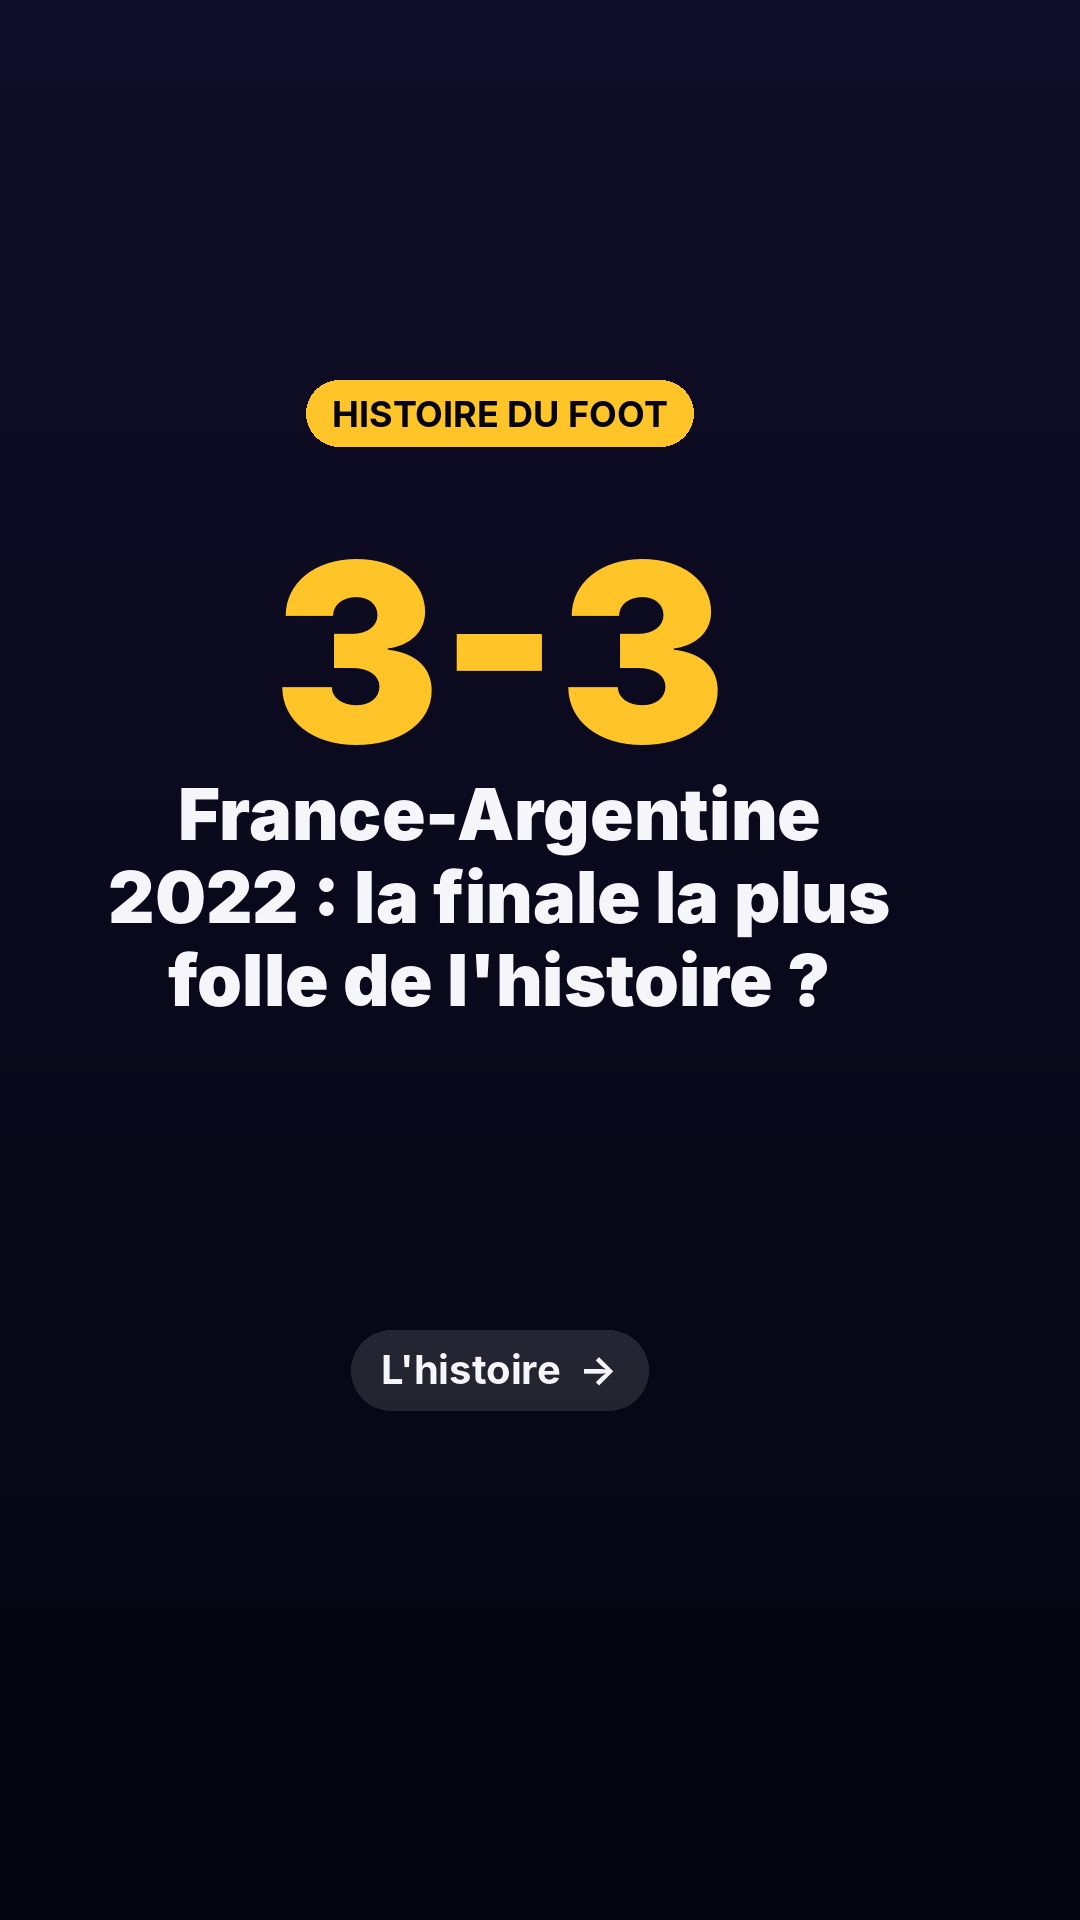 HISTOIRE DU FOOT
3-3
France-Argentine
2022 : la finale la plus
folle de l'histoire ?
L'histoire →